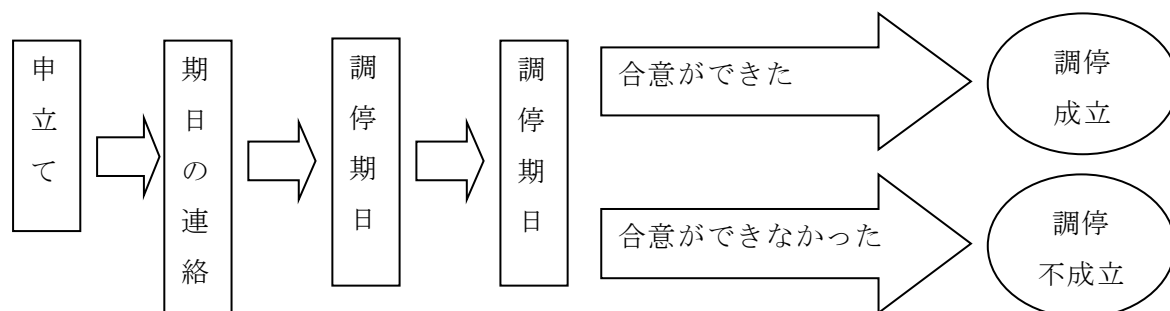 申立て
期日の連絡
調停期日
調停期日
合意ができた
調停
成立
合意ができなかった
調停
不成立